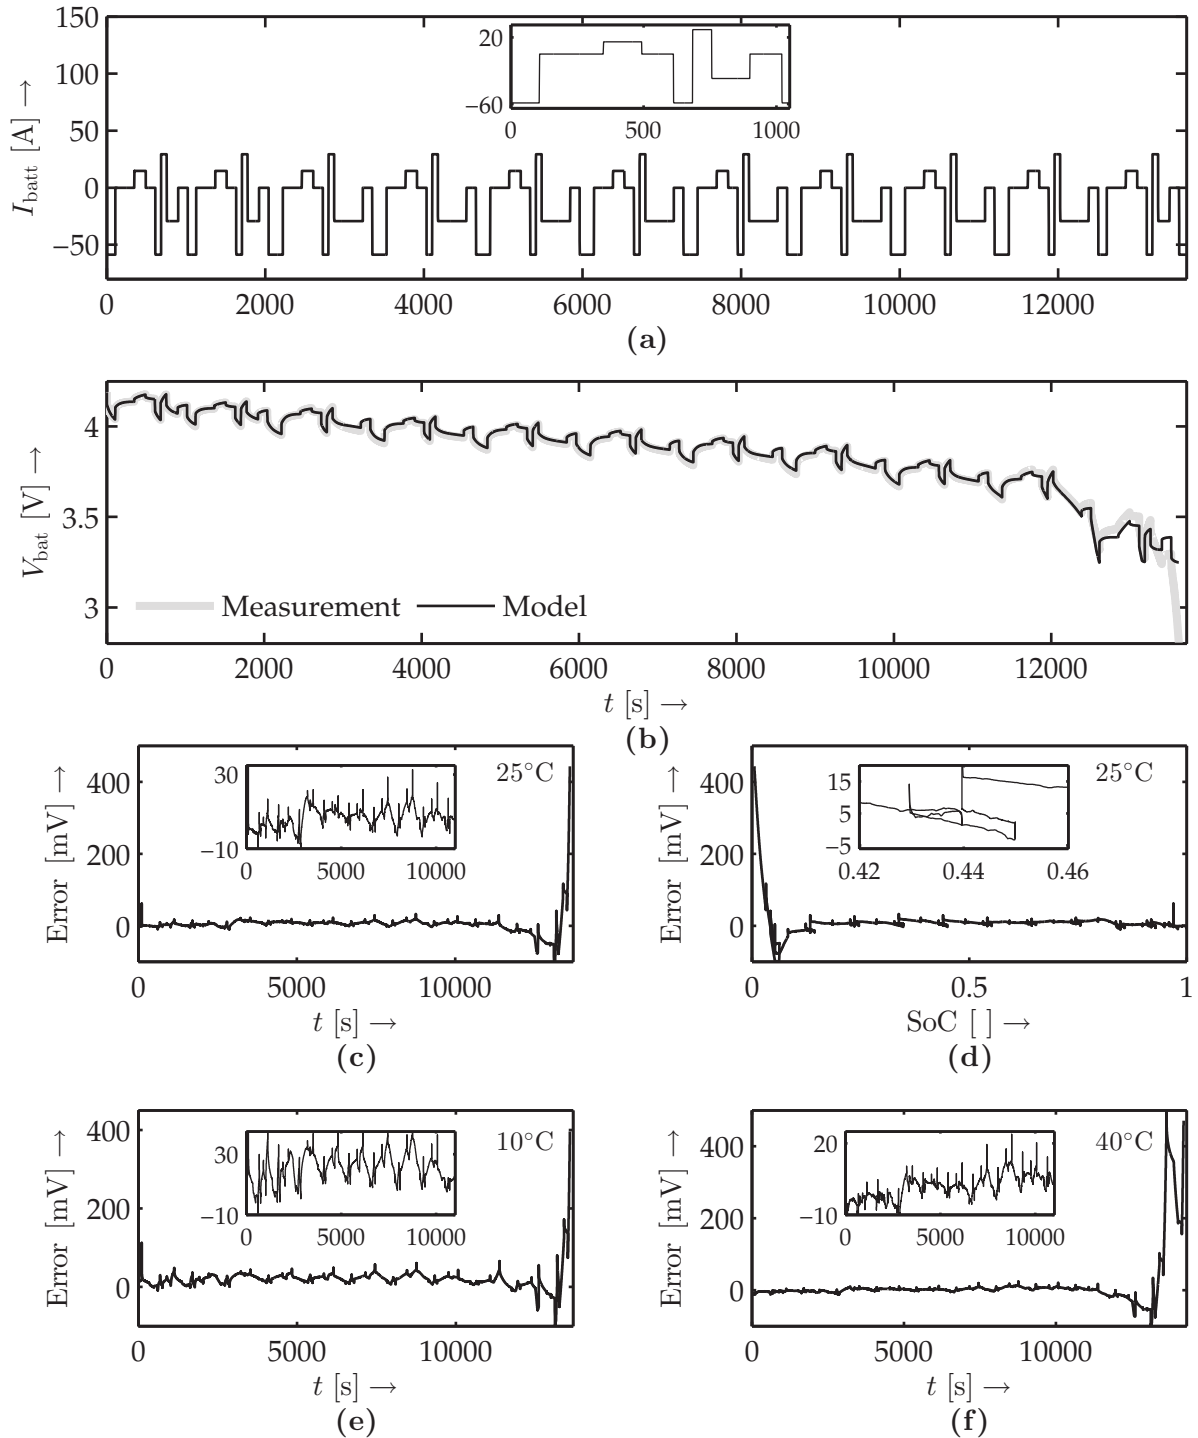 150
100
50
0
−50
I_batt [A] →
20
−60
0 500 1000
0 2000 4000 6000 8000 10000 12000
(a)
4
3.5
3
V_bat [V] →
Measurement Model
0 2000 4000 6000 8000 10000 12000
t [s] →
(b)
400
200
0
Error [mV] →
30
−10
0 5000 10000
25°C
0 5000 10000
t [s] →
(c)
400
200
0
Error [mV] →
15
5
−5
0.42 0.44 0.46
25°C
0 0.5 1
SoC [ ] →
(d)
400
200
0
Error [mV] →
30
−10
0 5000 10000
10°C
0 5000 10000
t [s] →
(e)
400
200
0
Error [mV] →
20
−10
0 5000 10000
40°C
0 5000 10000
t [s] →
(f)